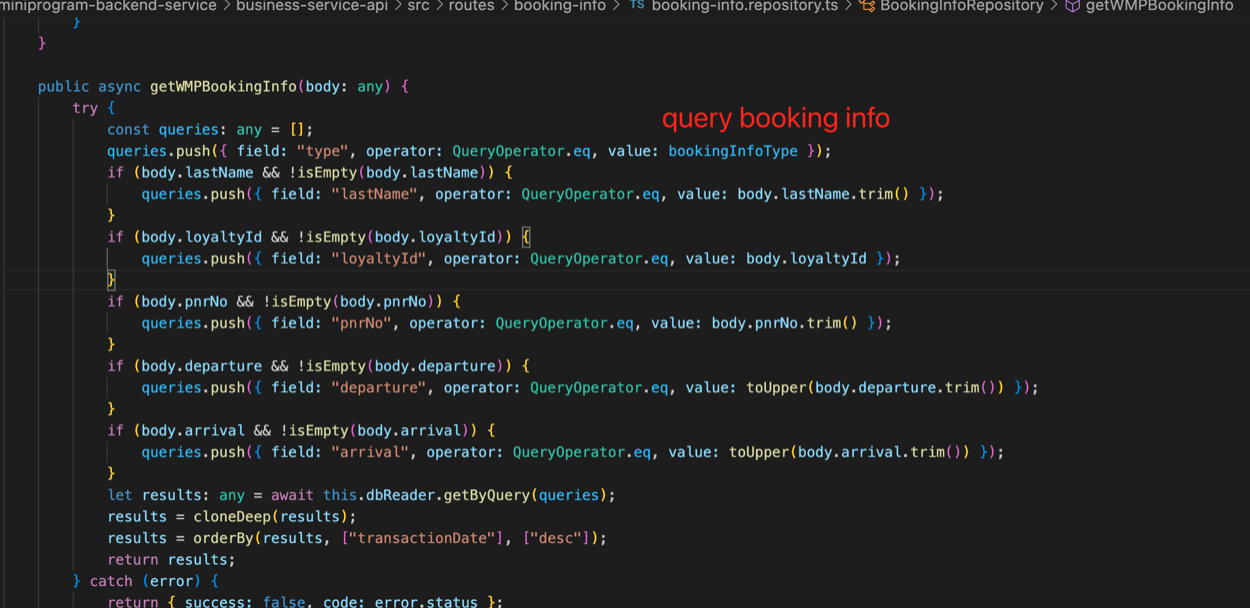 miniprogram-backend-service > business-service-api > src > routes > booking-info > TS booking-info.repository.ts > BookingInfoRepository > getWMPBookingInfo
}
}
public async getWMPBookingInfo(body: any) {
try {
query booking info
const queries: any = [];
queries.push({ field: "type", operator: QueryOperator.eq, value: bookingInfoType });
if (body.lastName && !isEmpty(body.lastName)) {
queries.push({ field: "lastName", operator: QueryOperator.eq, value: body.lastName.trim() });
}
if (body.loyaltyId && !isEmpty(body.loyaltyId)) {
queries.push({ field: "loyaltyId", operator: QueryOperator.eq, value: body.loyaltyId });
}
if (body.pnrNo && !isEmpty(body.pnrNo)) {
queries.push({ field: "pnrNo", operator: QueryOperator.eq, value: body.pnrNo.trim() });
}
if (body.departure && !isEmpty(body.departure)) {
queries.push({ field: "departure", operator: QueryOperator.eq, value: toUpper(body.departure.trim()) });
}
if (body.arrival && !isEmpty(body.arrival)) {
queries.push({ field: "arrival", operator: QueryOperator.eq, value: toUpper(body.arrival.trim()) });
}
let results: any = await this.dbReader.getByQuery(queries);
results = cloneDeep(results);
results = orderBy(results, ["transactionDate"], ["desc"]);
return results;
} catch (error) {
return { success: false, code: error.status };